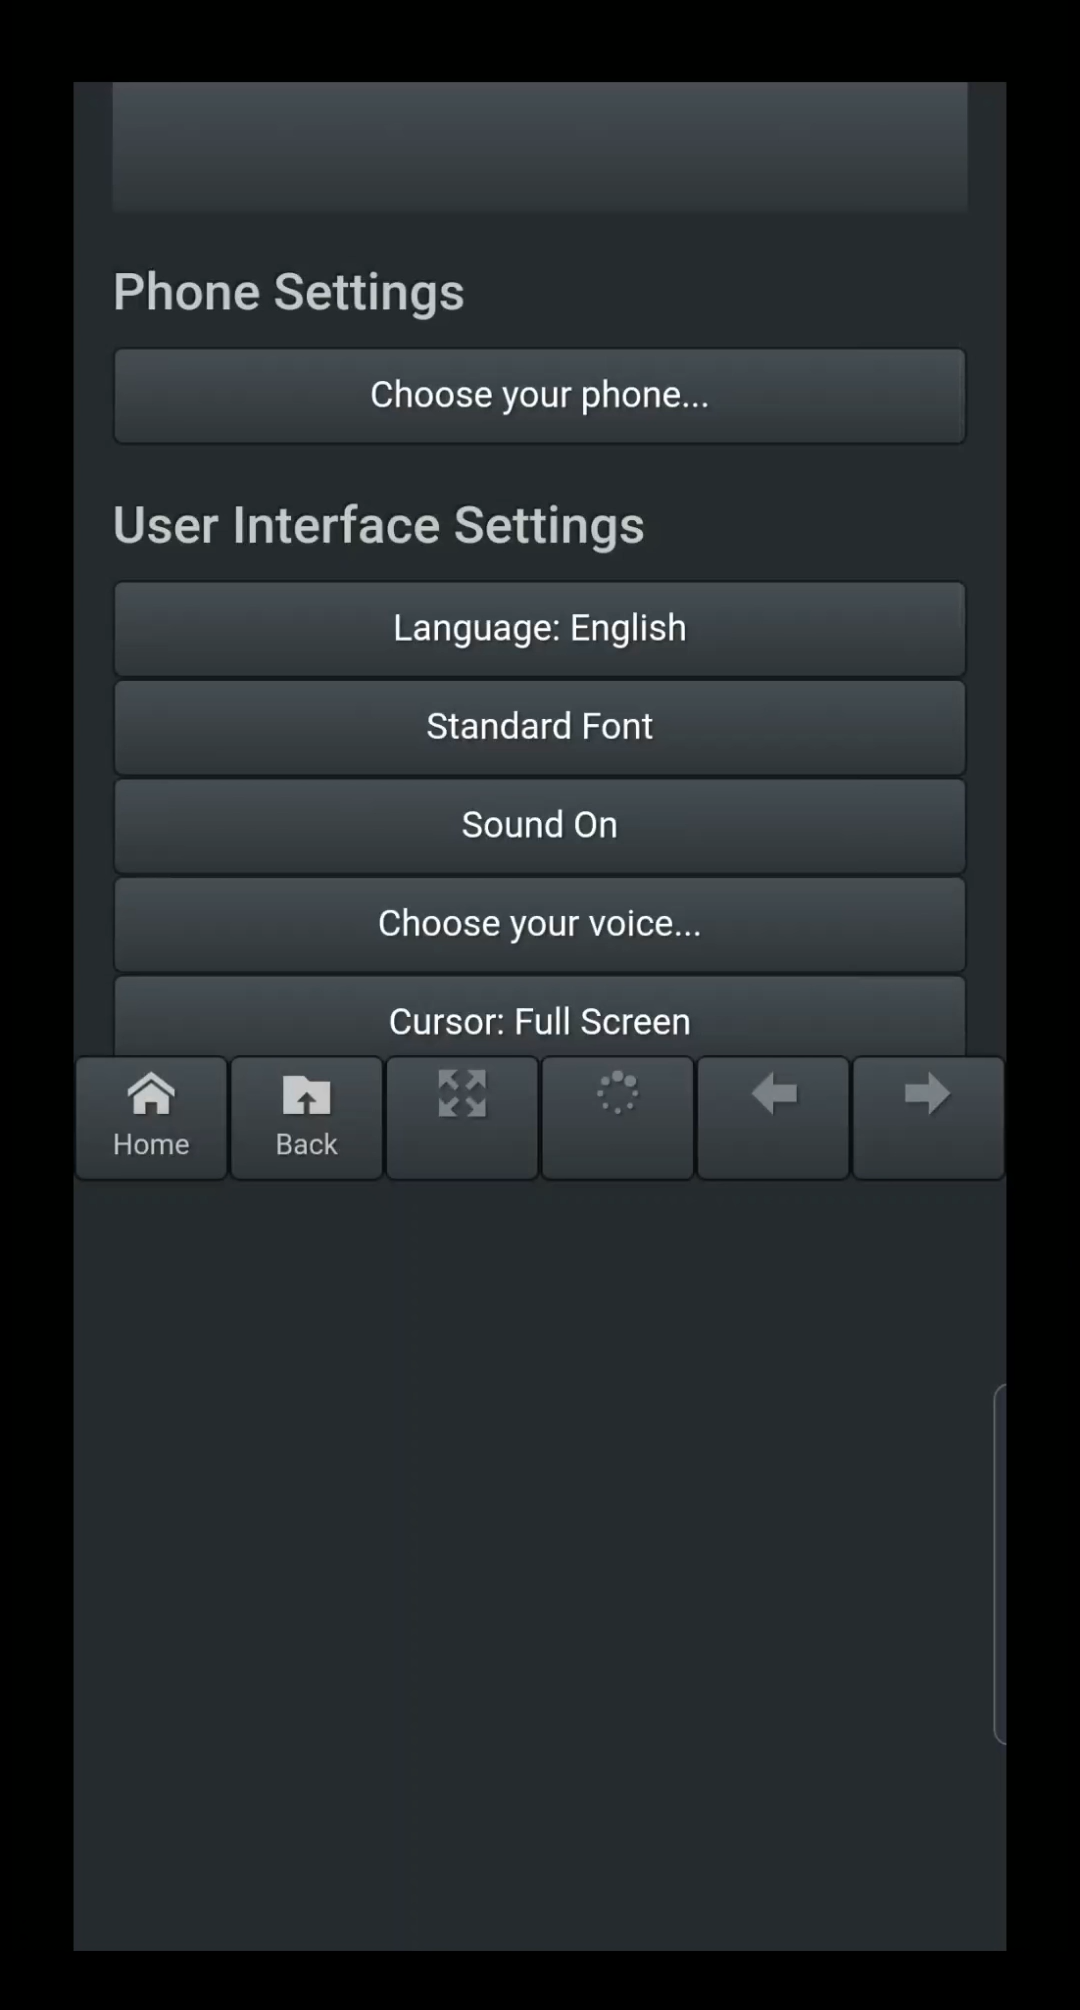 Phone Settings
Choose your phone...
User Interface Settings
Language: English
Standard Font
Sound On
Choose your voice...
Cursor: Full Screen
Home
Back